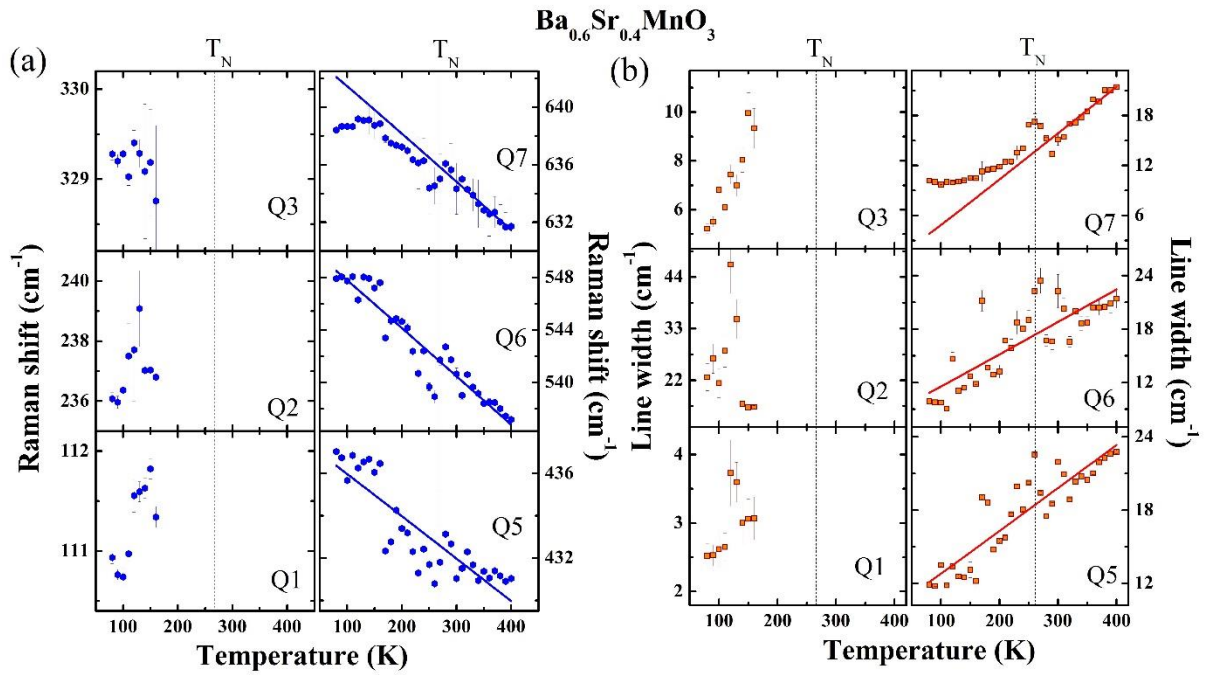 Ba0.6Sr0.4MnO3
(a)
TN
TN
330
329
Q3
640
636
632
Q7
240
238
236
Q2
548
544
540
Q6
112
111
Q1
436
432
Q5
100 200 300 400
100 200 300 400
Raman shift (cm-1)
Raman shift (cm-1)
Temperature (K)
(b)
TN
TN
10
8
6
Q3
18
12
6
Q7
44
33
22
Q2
24
18
12
Q6
4
3
2
Q1
24
18
12
Q5
100 200 300 400
100 200 300 400
Line width (cm-1)
Line width (cm-1)
Temperature (K)